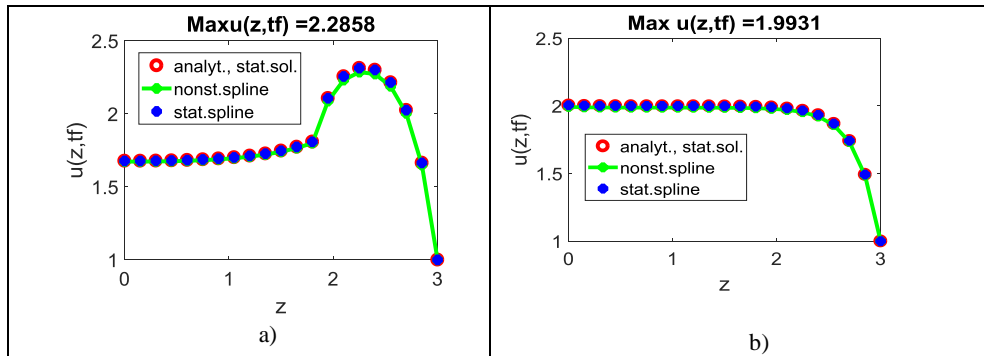 Maxu(z,tf) =2.2858
2.5
2
1.5
1
u(z,tf)
analyt., stat.sol.
nonst.spline
stat.spline
0
1
2
3
z
a)
Max u(z,tf) =1.9931
2.5
2
1.5
1
u(z,tf)
analyt., stat.sol.
nonst.spline
stat.spline
0
1
2
3
z
b)